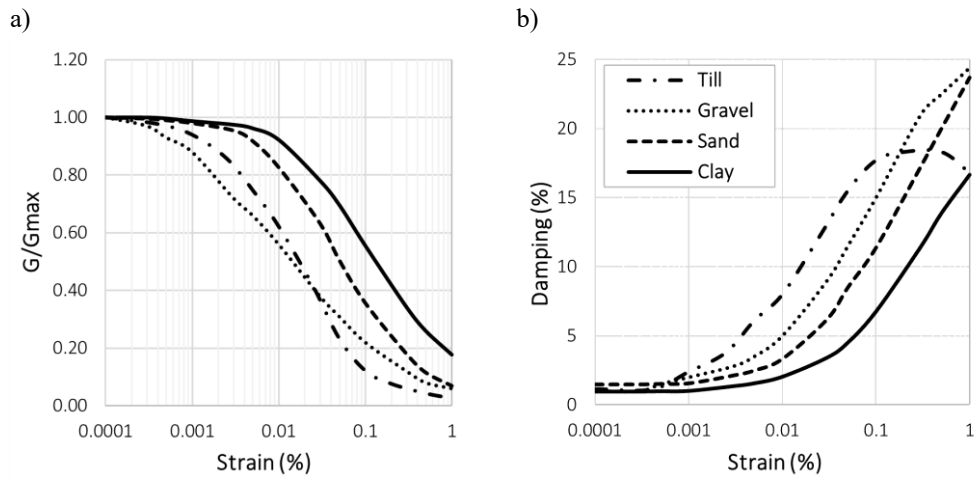 a)
1.20
1.00
0.80
0.60
0.40
0.20
0.00
G/Gmax
0.0001 0.001 0.01 0.1 1
Strain (%)
b)
25
20
15
10
5
0
Damping (%)
Till
Gravel
Sand
Clay
0.0001 0.001 0.01 0.1 1
Strain (%)